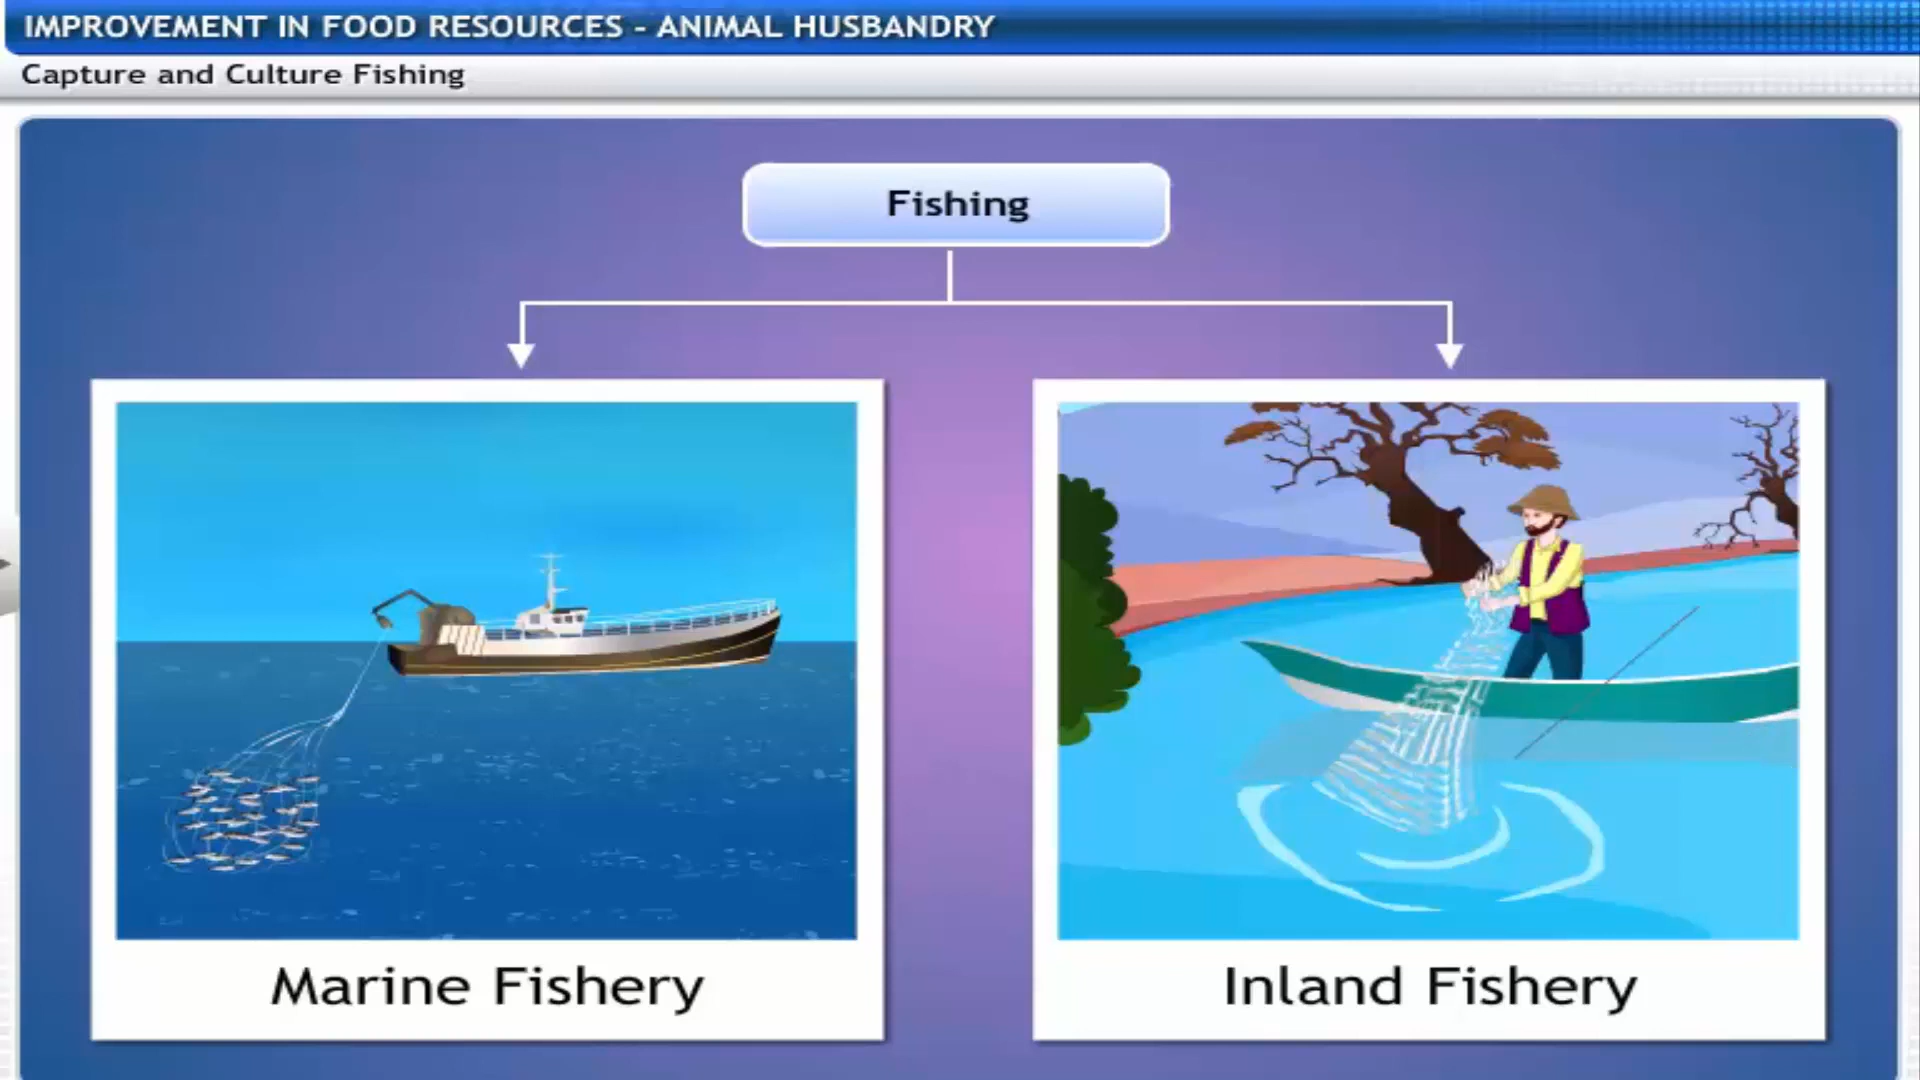 IMPROVEMENT IN FOOD RESOURCES - ANIMAL HUSBANDRY
Capture and Culture Fishing
Fishing
Marine Fishery
Inland Fishery